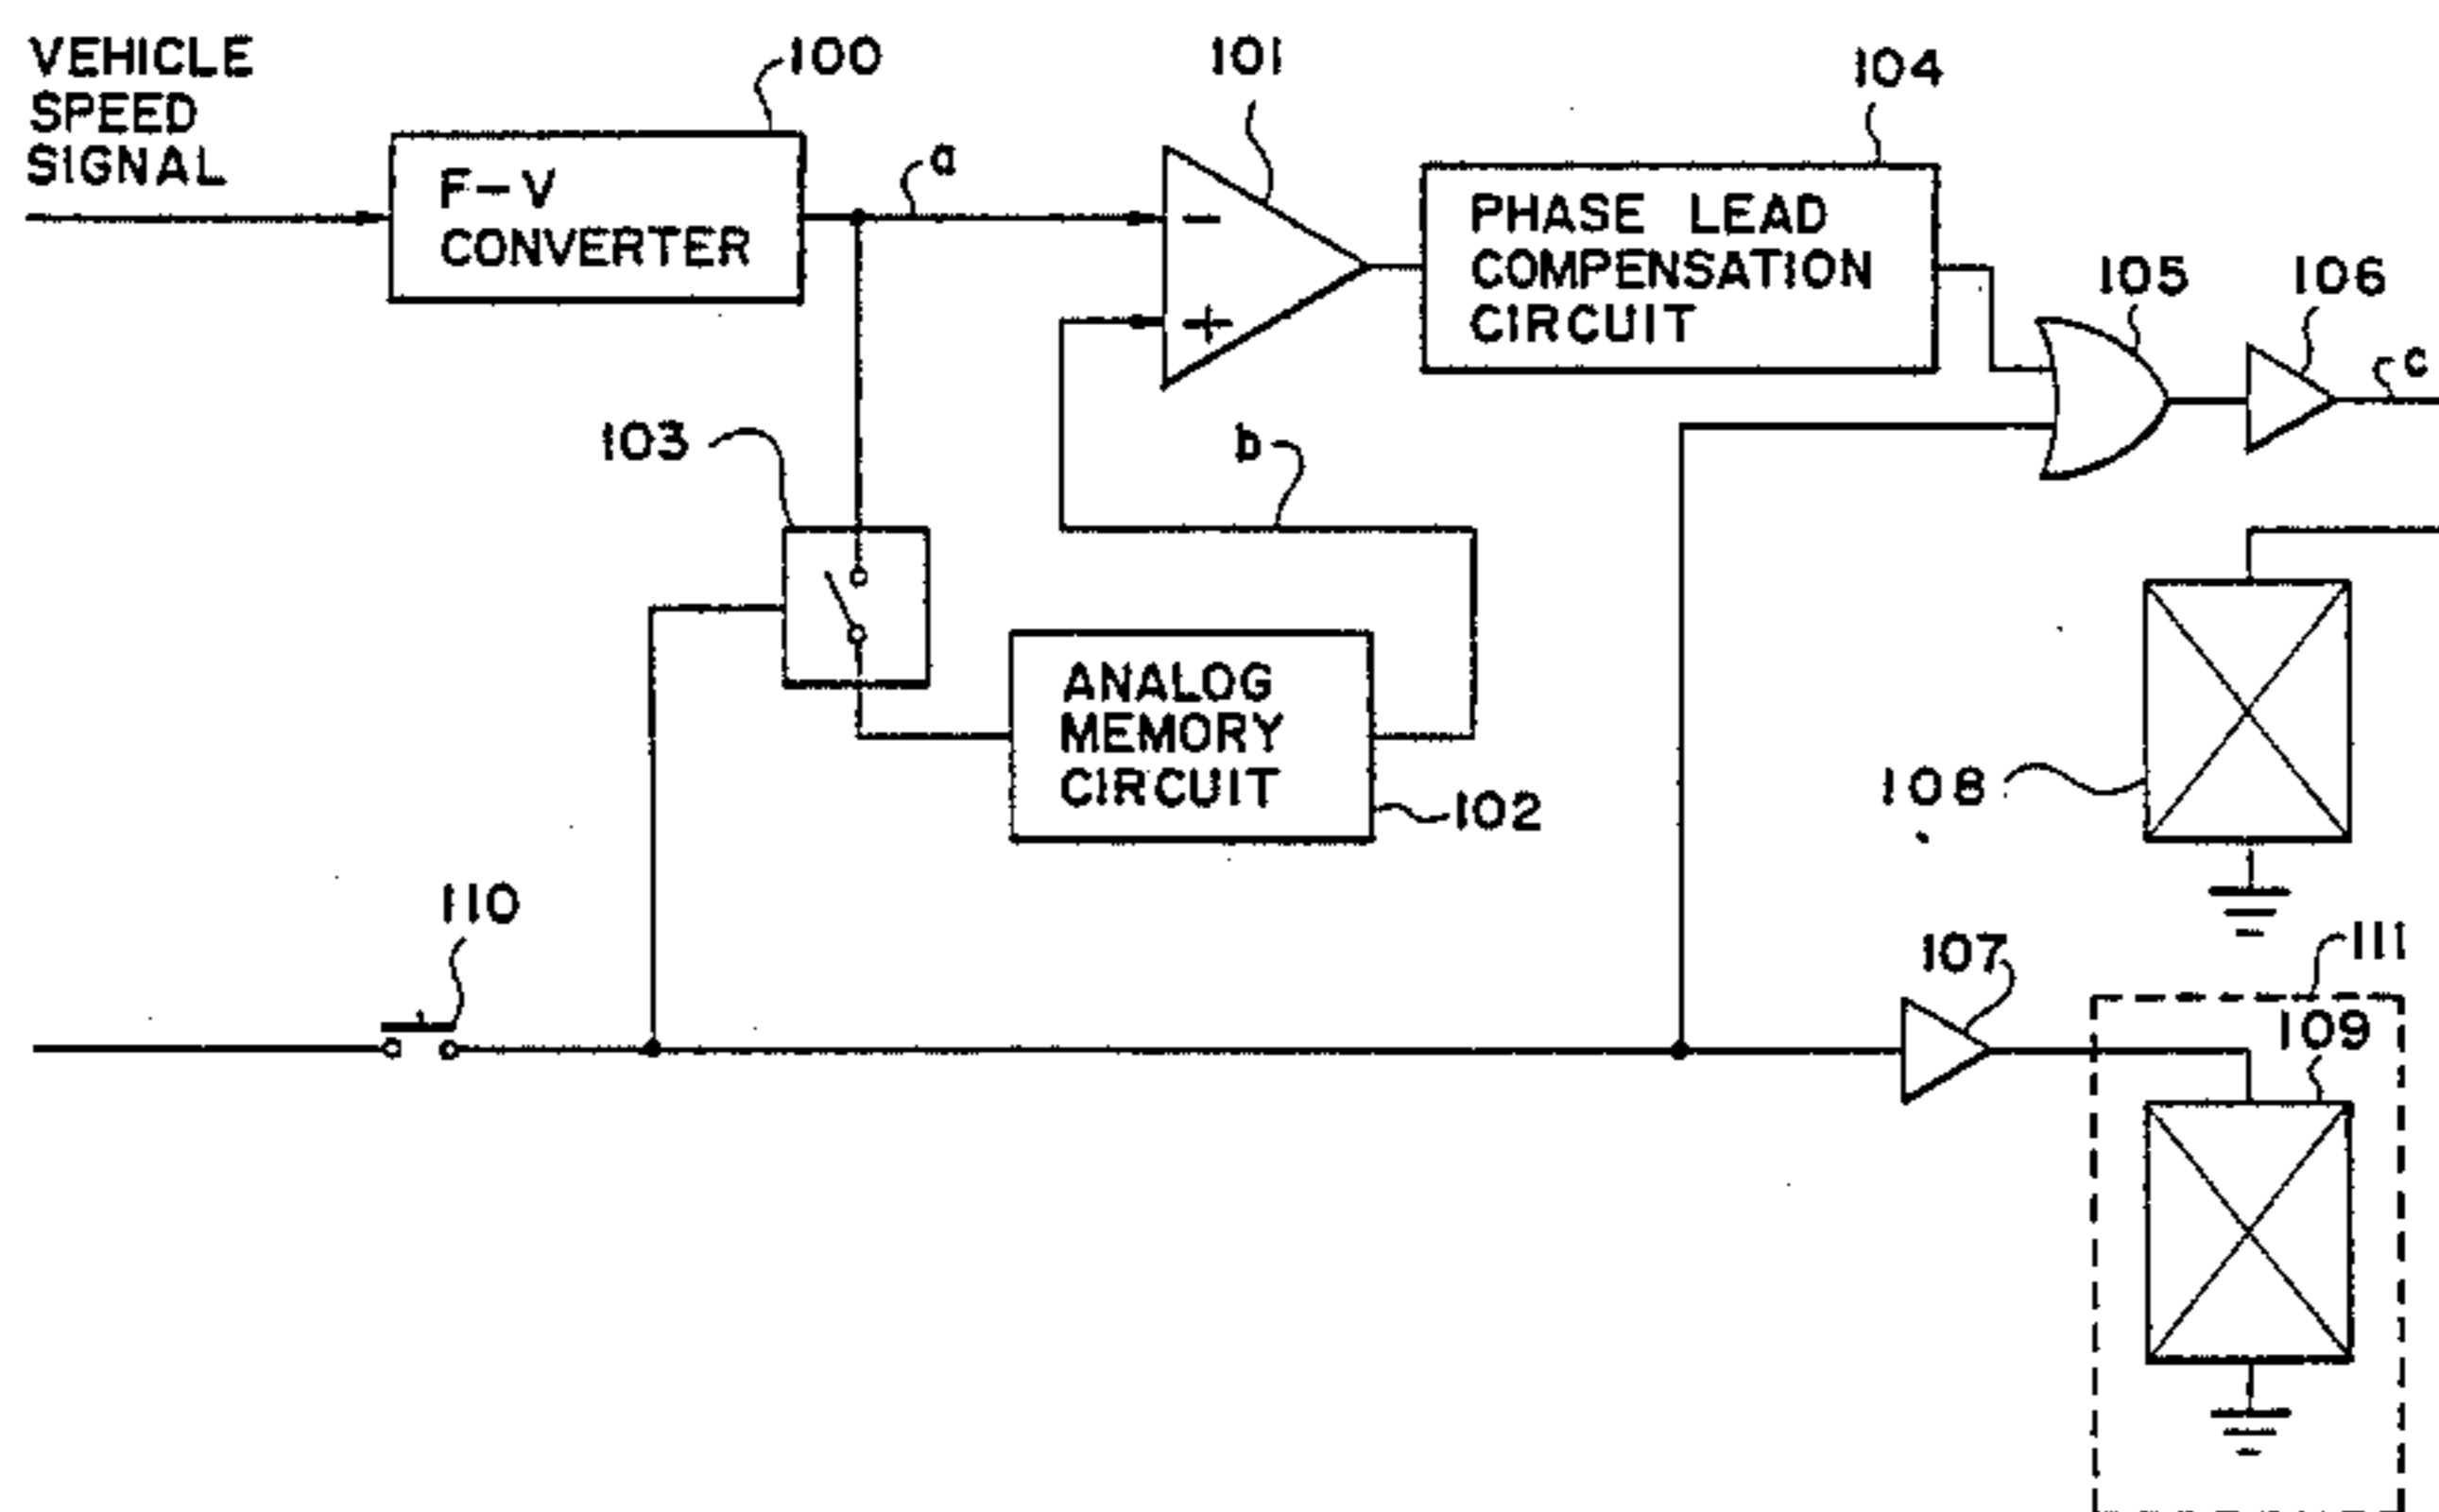 VEHICLE
SPEED
SIGNAL
100
101
104
F-V
CONVERTER
a
-
+
PHASE LEAD
COMPENSATION
CIRCUIT
105
106
c
103
b
ANALOG
MEMORY
CIRCUIT
102
108
110
107
111
109